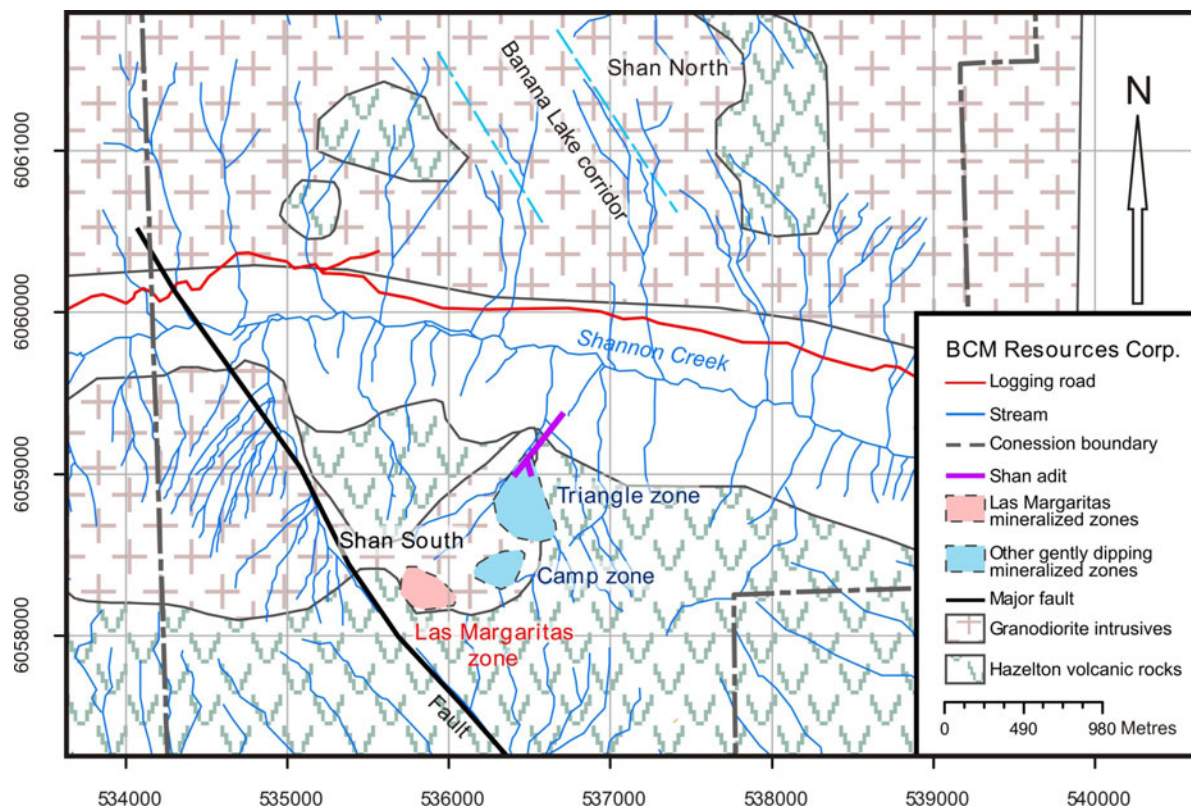 Shan North
Banana Lake corridor
N
6061000
6060000
6059000
6058000
Shannon Creek
Triangle zone
Shan South
Camp zone
Las Margaritas
zone
Fault
BCM Resources Corp.
Logging road
Stream
Conession boundary
Shan adit
Las Margaritas
mineralized zones
Other gently dipping
mineralized zones
Major fault
Granodiorite intrusives
Hazelton volcanic rocks
0 490 980 Metres
534000 535000 536000 537000 538000 539000 540000